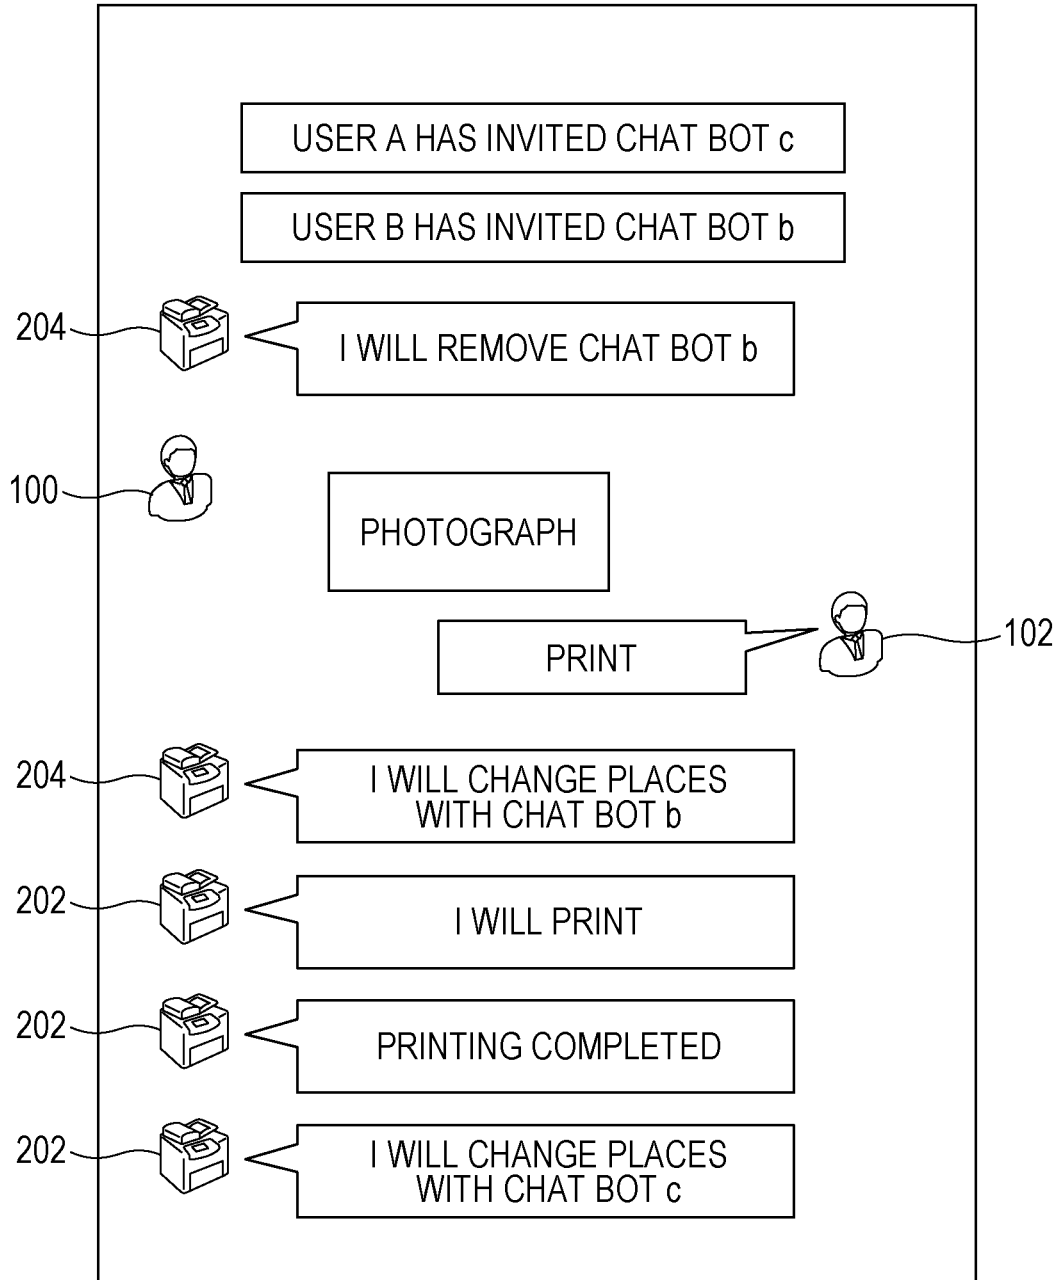 USER A HAS INVITED CHAT BOT c
USER B HAS INVITED CHAT BOT b
204
I WILL REMOVE CHAT BOT b
100
PHOTOGRAPH
PRINT
102
204
I WILL CHANGE PLACES
WITH CHAT BOT b
202
I WILL PRINT
202
PRINTING COMPLETED
202
I WILL CHANGE PLACES
WITH CHAT BOT c